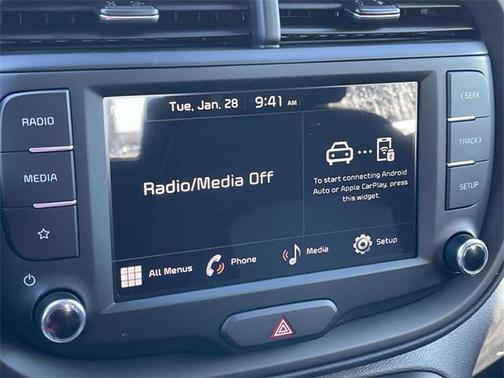 Tue, Jan. 28 9:41 AM
RADIO
MEDIA
Radio/Media Off
To start connecting Android
Auto or Apple CarPlay, press
this widget.
All Menus
Phone
Media
Setup
< SEEK
TRACK >
SETUP